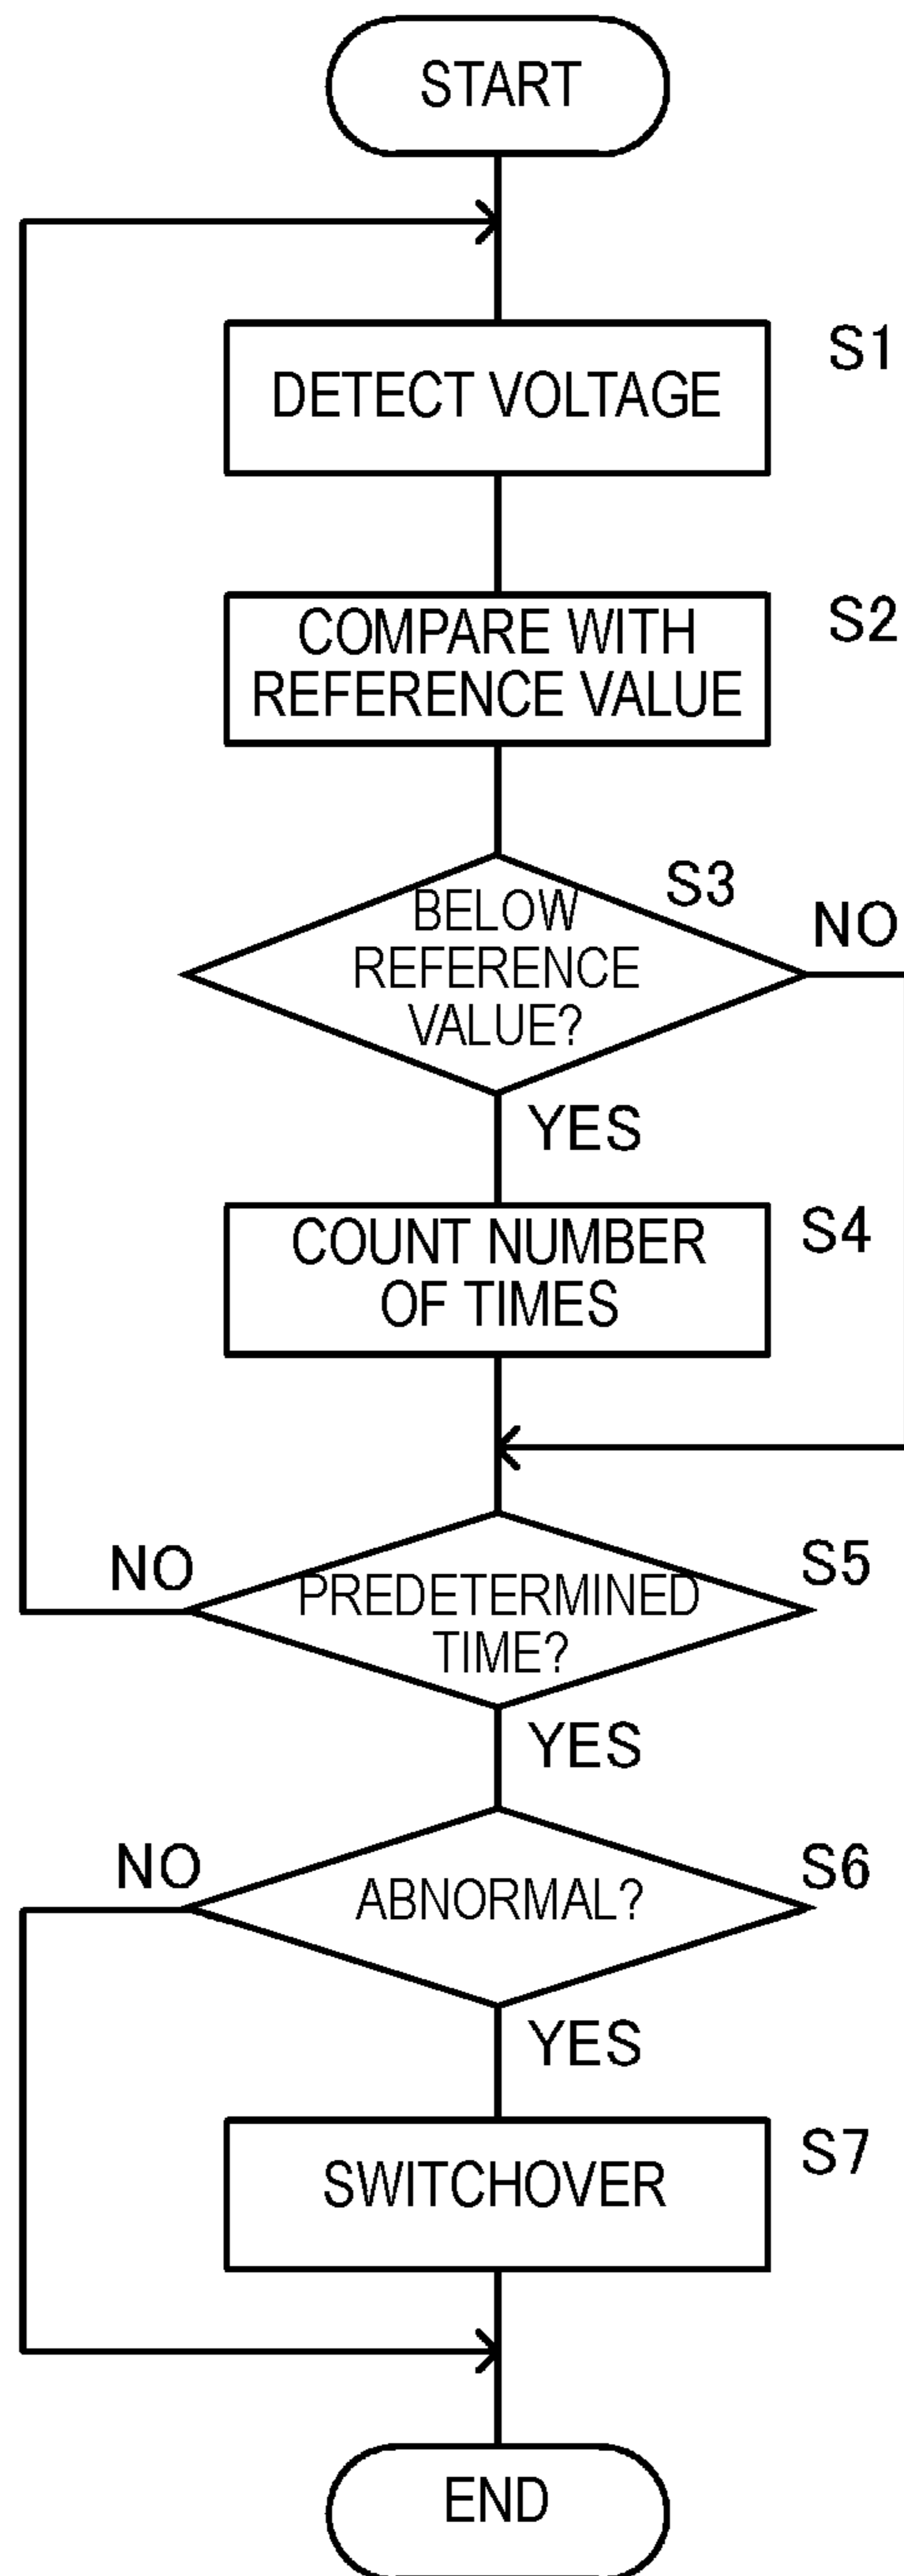 START
DETECT VOLTAGE
S1
COMPARE WITH
REFERENCE VALUE
S2
BELOW
REFERENCE
VALUE?
S3
NO
YES
COUNT NUMBER
OF TIMES
S4
PREDETERMINED
TIME?
S5
NO
YES
ABNORMAL?
S6
NO
YES
SWITCHOVER
S7
END